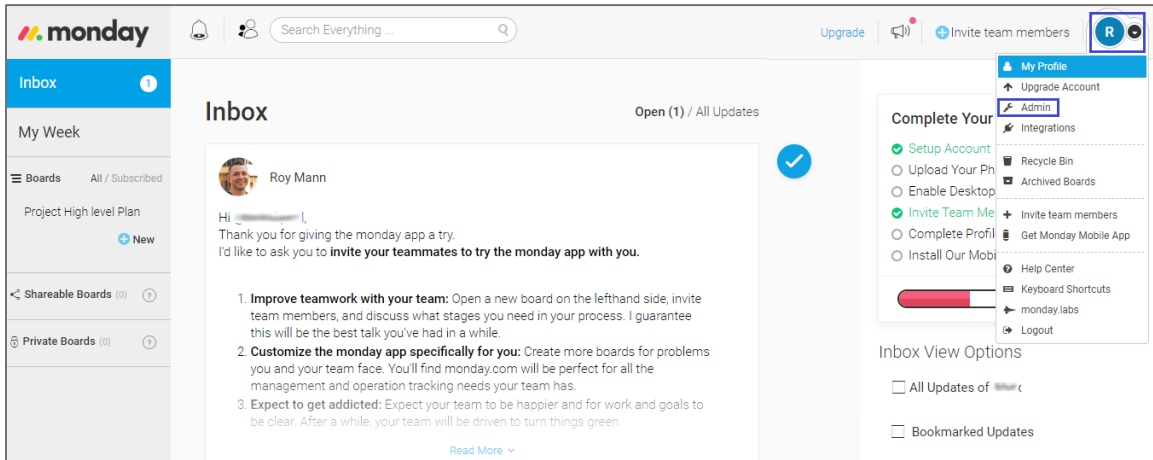 monday
Search Everything ...
Upgrade
Invite team members
R
Inbox
1
My Week
Boards
All / Subscribed
Project High level Plan
New
Shareable Boards (0)
?
Private Boards (0)
?
Inbox
Open (1) / All Updates
Roy Mann
Hi
Thank you for giving the monday app a try.
I'd like to ask you to invite your teammates to try the monday app with you.
1. Improve teamwork with your team: Open a new board on the lefthand side, invite
team members, and discuss what stages you need in your process. I guarantee
this will be the best talk you've had in a while.
2. Customize the monday app specifically for you: Create more boards for problems
you and your team face. You'll find monday.com will be perfect for all the
management and operation tracking needs your team has.
3. Expect to get addicted: Expect your team to be happier and for work and goals to
be clear. After a while, your team will be driven to turn things green.
Read More
Complete Your
Setup Account
Upload Your Ph
Enable Desktop
Invite Team Me
Complete Profil
Install Our Mobi
My Profile
Upgrade Account
Admin
Integrations
Recycle Bin
Archived Boards
Invite team members
Get Monday Mobile App
Help Center
Keyboard Shortcuts
monday.labs
Logout
Inbox View Options
All Updates of
Bookmarked Updates